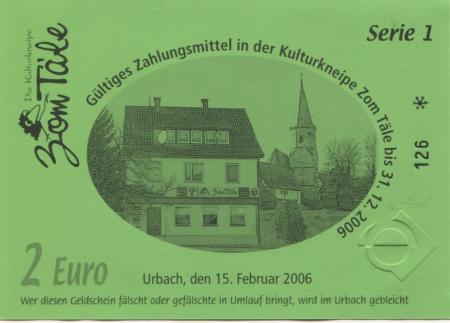 Die Kulturkneipe
Zom Täle
Gültiges Zahlungsmittel in der Kulturkneipe Zom Täle bis 31. 12. 2006
Serie 1
126 *
Zom Täle
2 Euro
Urbach, den 15. Februar 2006
Wer diesen Geldschein fälscht oder gefälschte in Umlauf bringt, wird im Urbach gebleicht